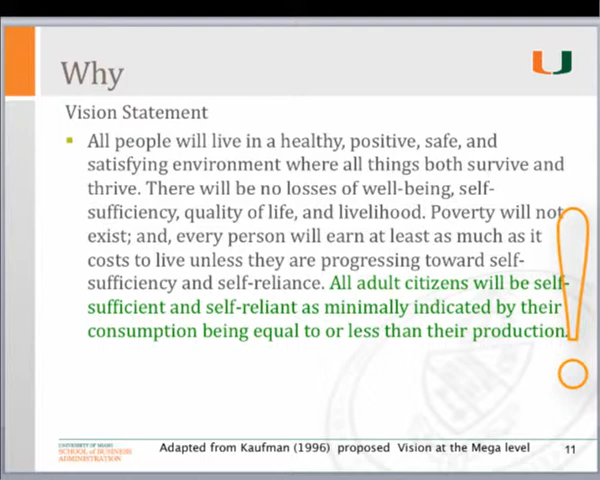 Why
Vision Statement
All people will live in a healthy, positive, safe, and
satisfying environment where all things both survive and
thrive. There will be no losses of well-being, self-
sufficiency, quality of life, and livelihood. Poverty will not
exist; and, every person will earn at least as much as it
costs to live unless they are progressing toward self-
sufficiency and self-reliance. All adult citizens will be self-
sufficient and self-reliant as minimally indicated by their
consumption being equal to or less than their production.
!
UNIVERSITY OF MIAMI
SCHOOL of BUSINESS
ADMINISTRATION
Adapted from Kaufman (1996) proposed Vision at the Mega level
11